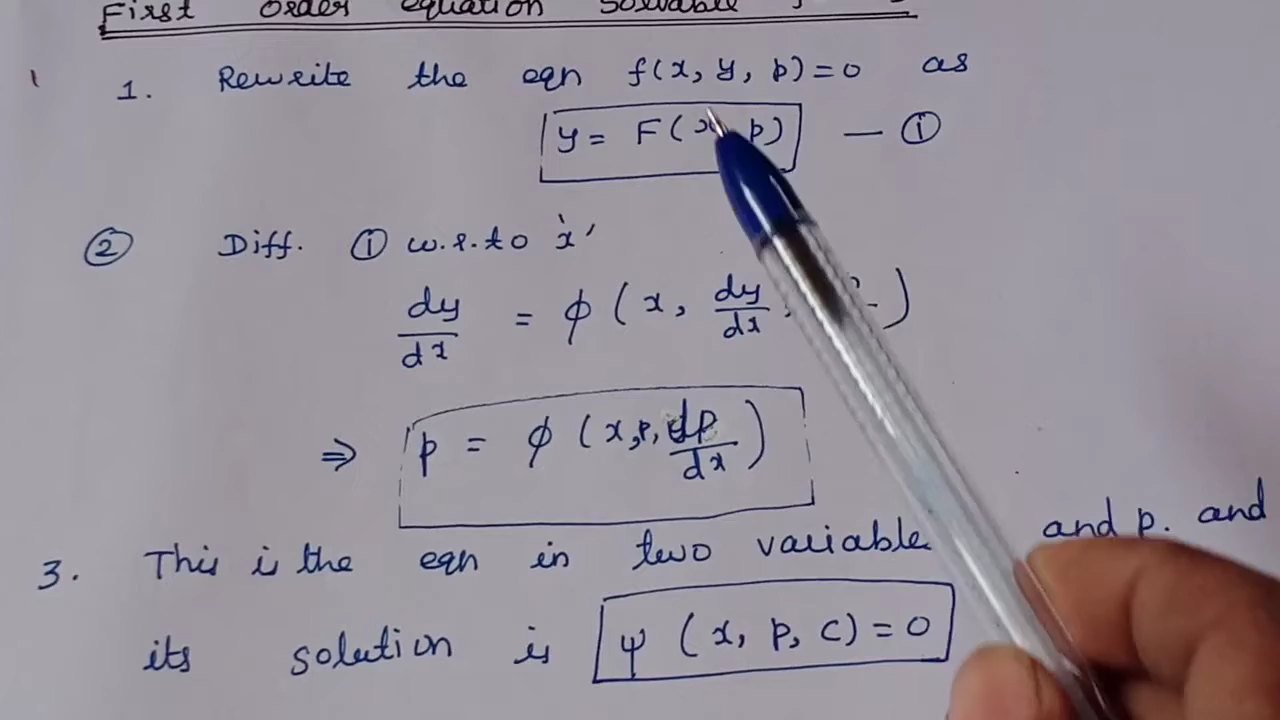 First Order equation Solvable
1. Rewrite the eqn f(x, y, p)=0 as
y = F(x, p) — ①
② Diff. ① w.r.to 'x'
dy/dx = φ (x, dy/dx, )
⇒ p = φ (x, p, dp/dx)
3. This is the eqn in two variable and p. and
its solution is ψ (x, p, c) = 0